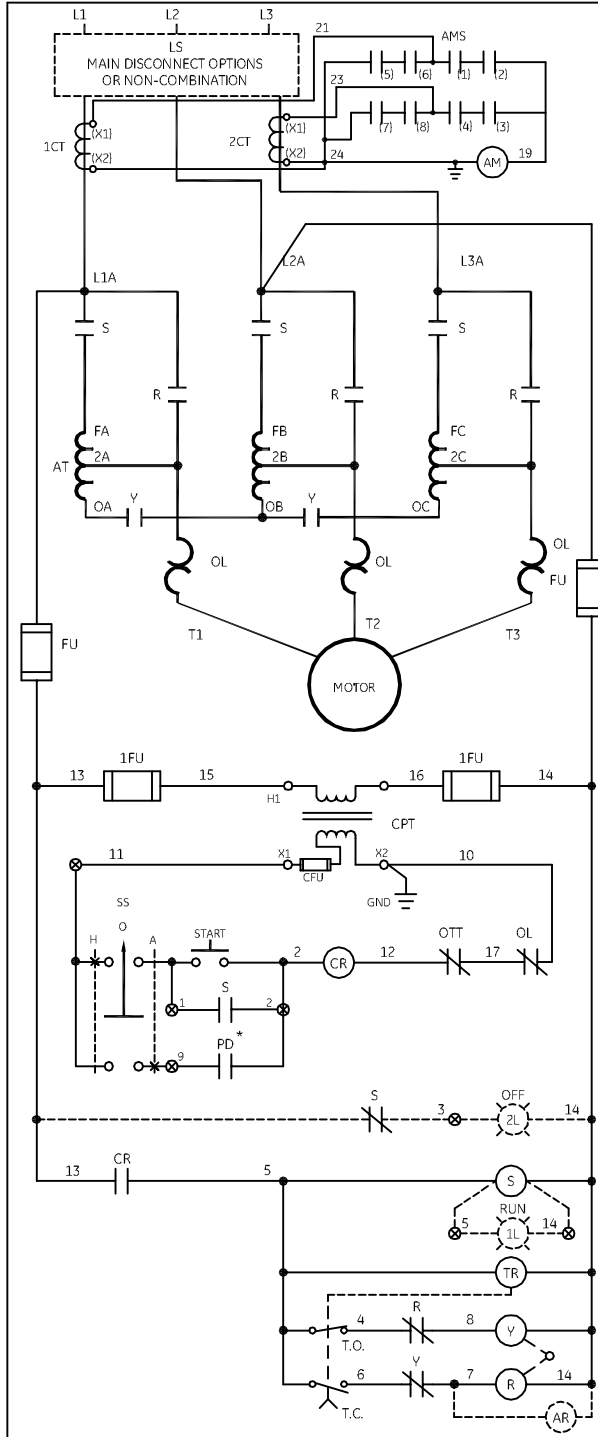 L1 L2 L3
LS
MAIN DISCONNECT OPTIONS
OR NON-COMBINATION
21 AMS
(5) (6) (1) (2)
23
(7) (8) (4) (3)
1CT (X1) (X2)
2CT (X1) (X2)
24 AM 19
L1A L2A L3A
S S S
R R R
FA FB FC
AT 2A 2B 2C
OA Y OB Y OC
OL OL OL
FU
T1 T2 T3
FU
MOTOR
1FU 1FU
13 15 16 14
H1
CPT
11 X1 X2 10
CFU
GND
SS
O
H A START OTT OL
2 CR 12 17
S
1 2
PD *
9
S OFF
3 2L 14
CR
13 5 S
RUN
5 1L 14
TR
4 R 8 Y
T.O.
6 Y 7 R 14
T.C. AR